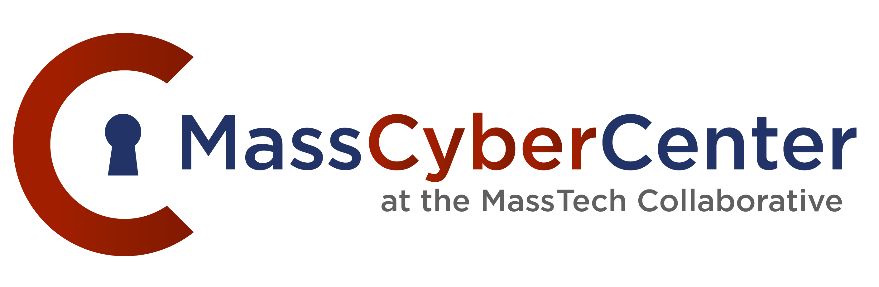 MassCyberCenter
at the MassTech Collaborative